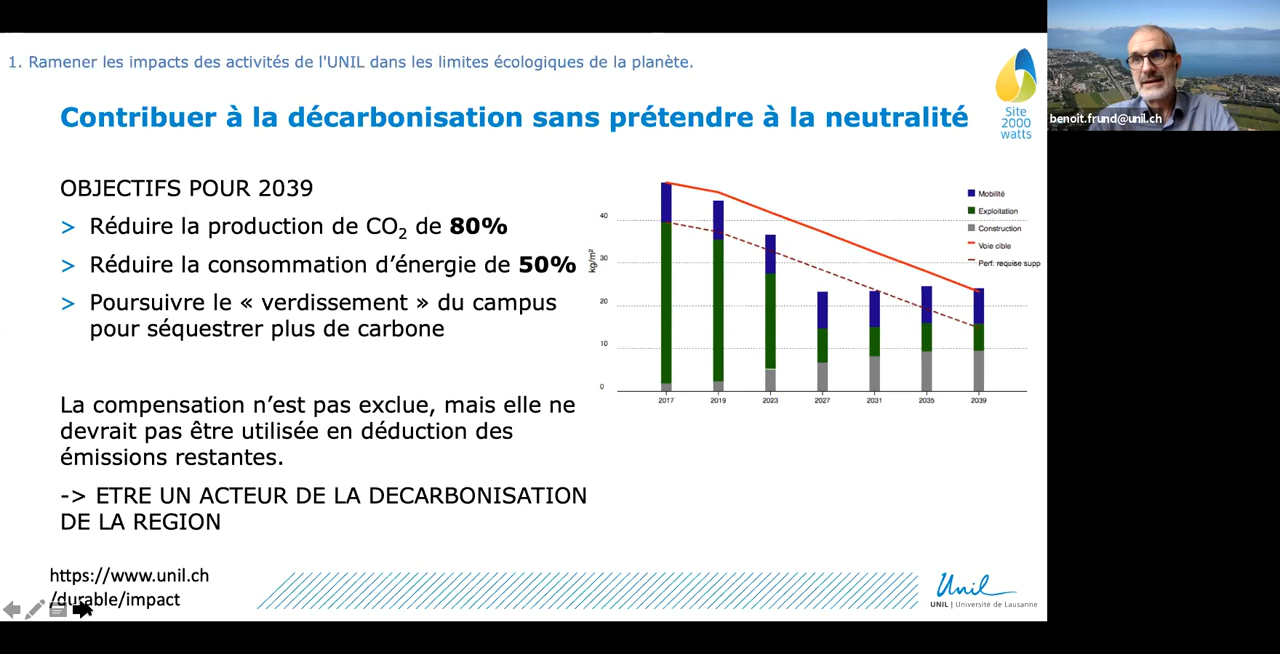 1. Ramener les impacts des activités de l'UNIL dans les limites écologiques de la planète.
Contribuer à la décarbonisation sans prétendre à la neutralité
Site
2000
watts
benoit.frund@unil.ch
OBJECTIFS POUR 2039
> Réduire la production de CO2 de 80%
> Réduire la consommation d’énergie de 50%
> Poursuivre le « verdissement » du campus
pour séquestrer plus de carbone
La compensation n’est pas exclue, mais elle ne
devrait pas être utilisée en déduction des
émissions restantes.
-> ETRE UN ACTEUR DE LA DECARBONISATION
DE LA REGION
kg/m²
40
30
20
10
0
2017 2019 2023 2027 2031 2035 2039
Mobilité
Exploitation
Construction
Voie cible
Perf. requise supp
https://www.unil.ch
/durable/impact
Unil
UNIL | Université de Lausanne